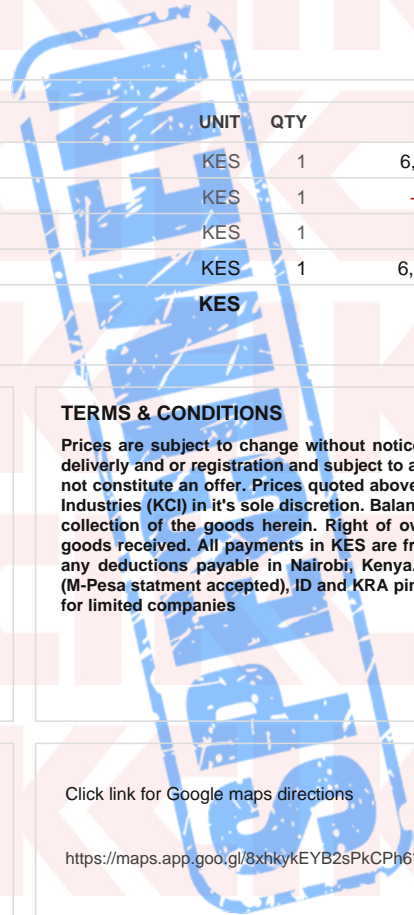 UNIT QTY
KES 1 6,
KES 1 -
KES 1
KES 1 6,
KES
TERMS & CONDITIONS
Prices are subject to change without notic
deliverly and or registration and subject to a
not constitute an offer. Prices quoted above
Industries (KCI) in it's sole discretion. Balan
collection of the goods herein. Right of ov
goods received. All payments in KES are fr
any deductions payable in Nairobi, Kenya.
(M-Pesa statment accepted), ID and KRA pin
for limited companies
Click link for Google maps directions
https://maps.app.goo.gl/8xhkykEYB2sPkCPh6